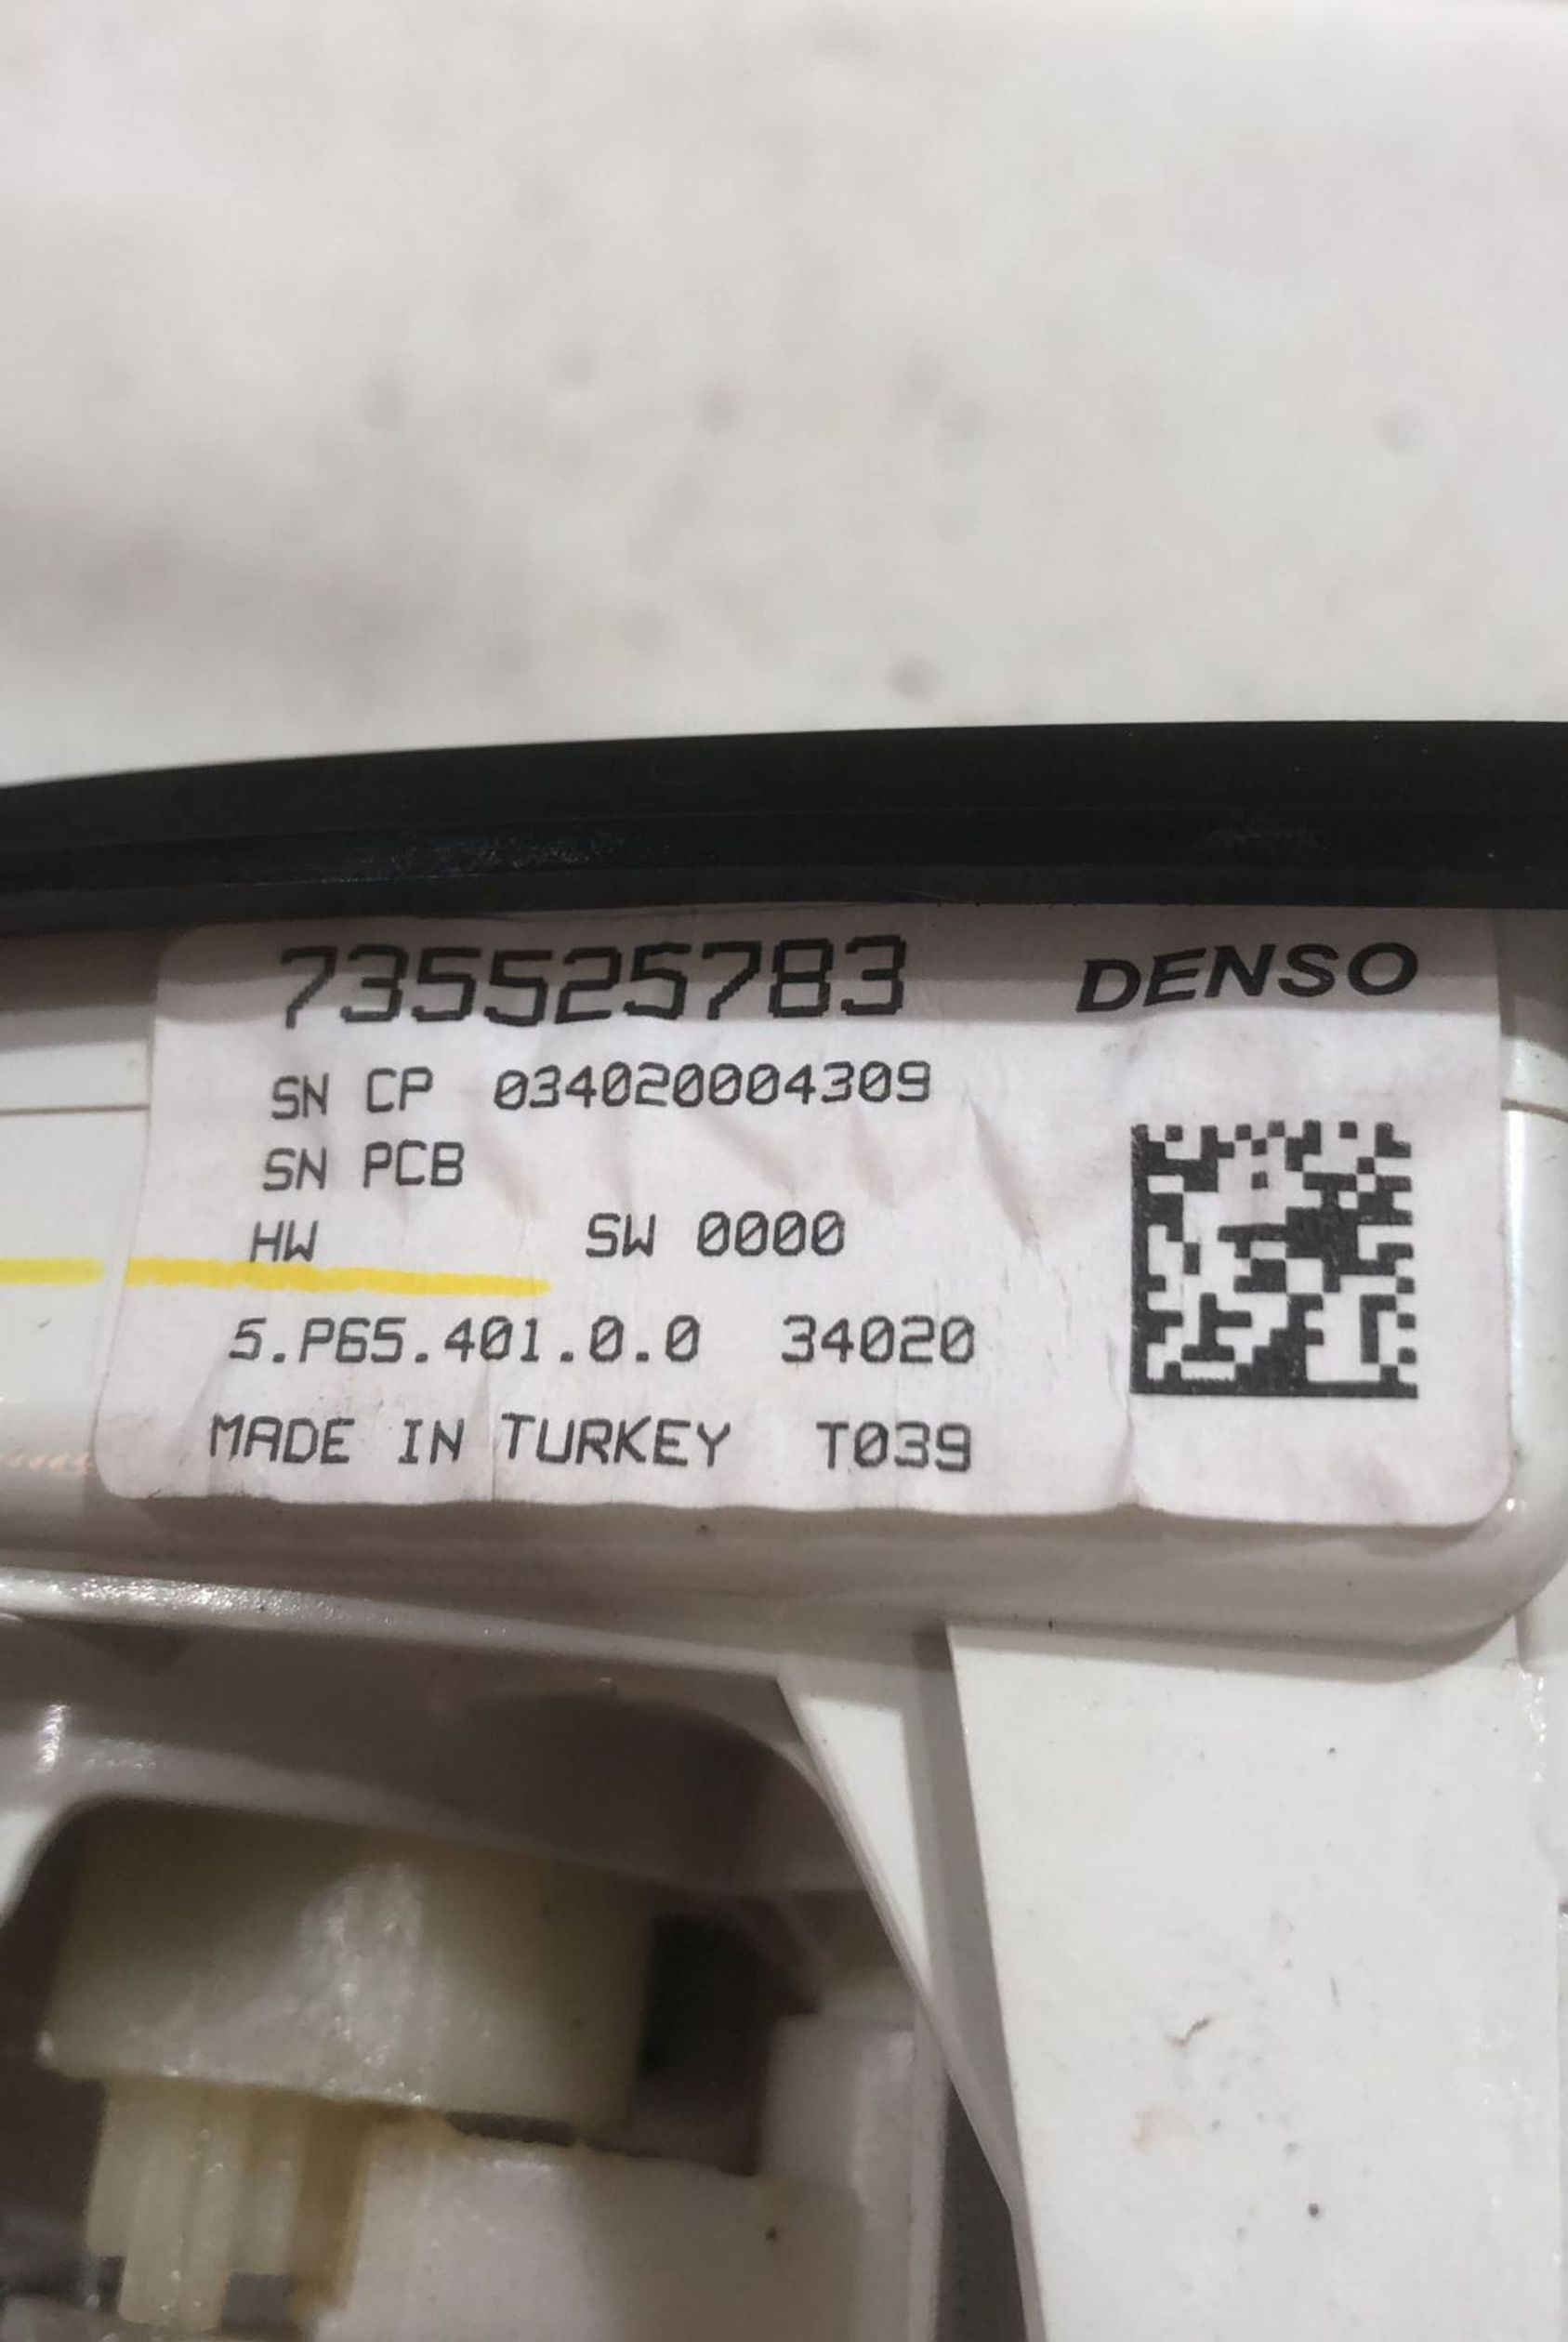 735525783 DENSO
SN CP 034020004309
SN PCB
HW SW 0000
5.P65.401.0.0 34020
MADE IN TURKEY T039